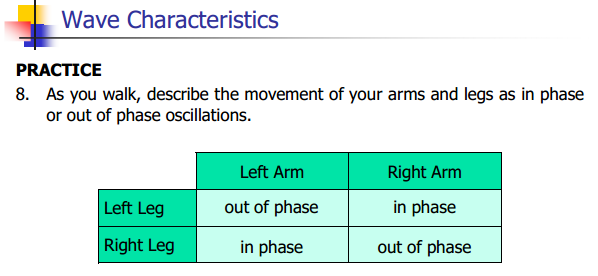 Wave Characteristics
PRACTICE
8. As you walk, describe the movement of your arms and legs as in phase
or out of phase oscillations.
Left Arm Right Arm
Left Leg out of phase in phase
Right Leg in phase out of phase